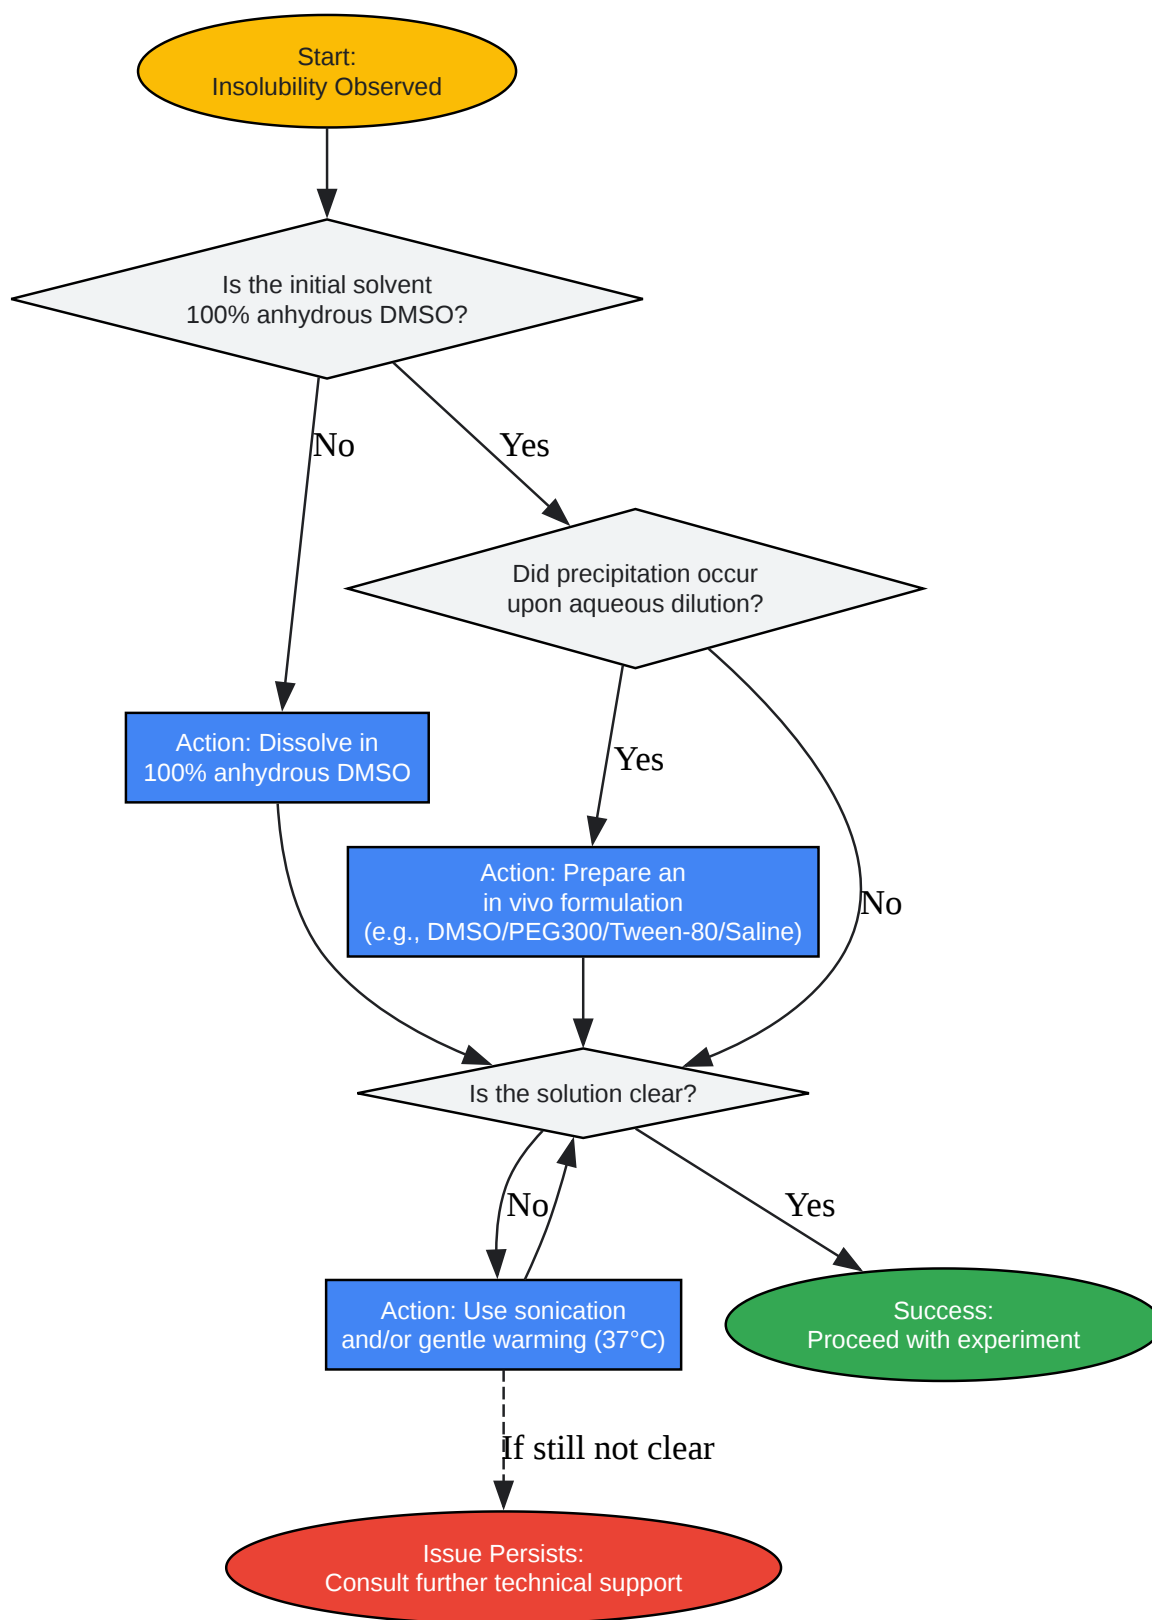 Start:
Insolubility Observed
Is the initial solvent
100% anhydrous DMSO?
No
Yes
Did precipitation occur
upon aqueous dilution?
Action: Dissolve in
100% anhydrous DMSO
Yes
Action: Prepare an
in vivo formulation
(e.g., DMSO/PEG300/Tween-80/Saline)
No
Is the solution clear?
No
Yes
Action: Use sonication
and/or gentle warming (37°C)
Success:
Proceed with experiment
If still not clear
Issue Persists:
Consult further technical support